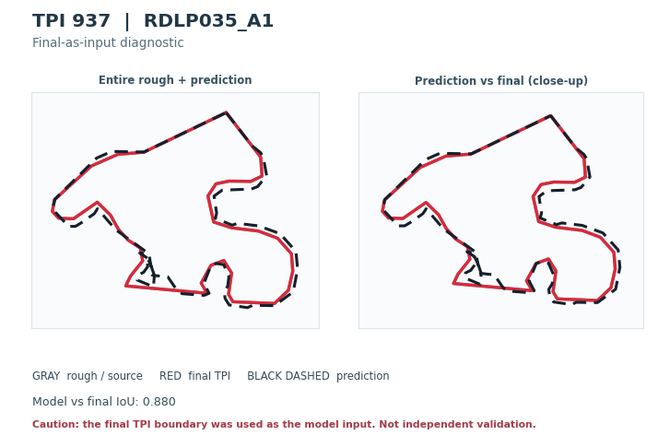 TPI 937 | RDLP035_A1
Final-as-input diagnostic
Entire rough + prediction
Prediction vs final (close-up)
GRAY rough / source RED final TPI BLACK DASHED prediction
Model vs final IoU: 0.880
Caution: the final TPI boundary was used as the model input. Not independent validation.